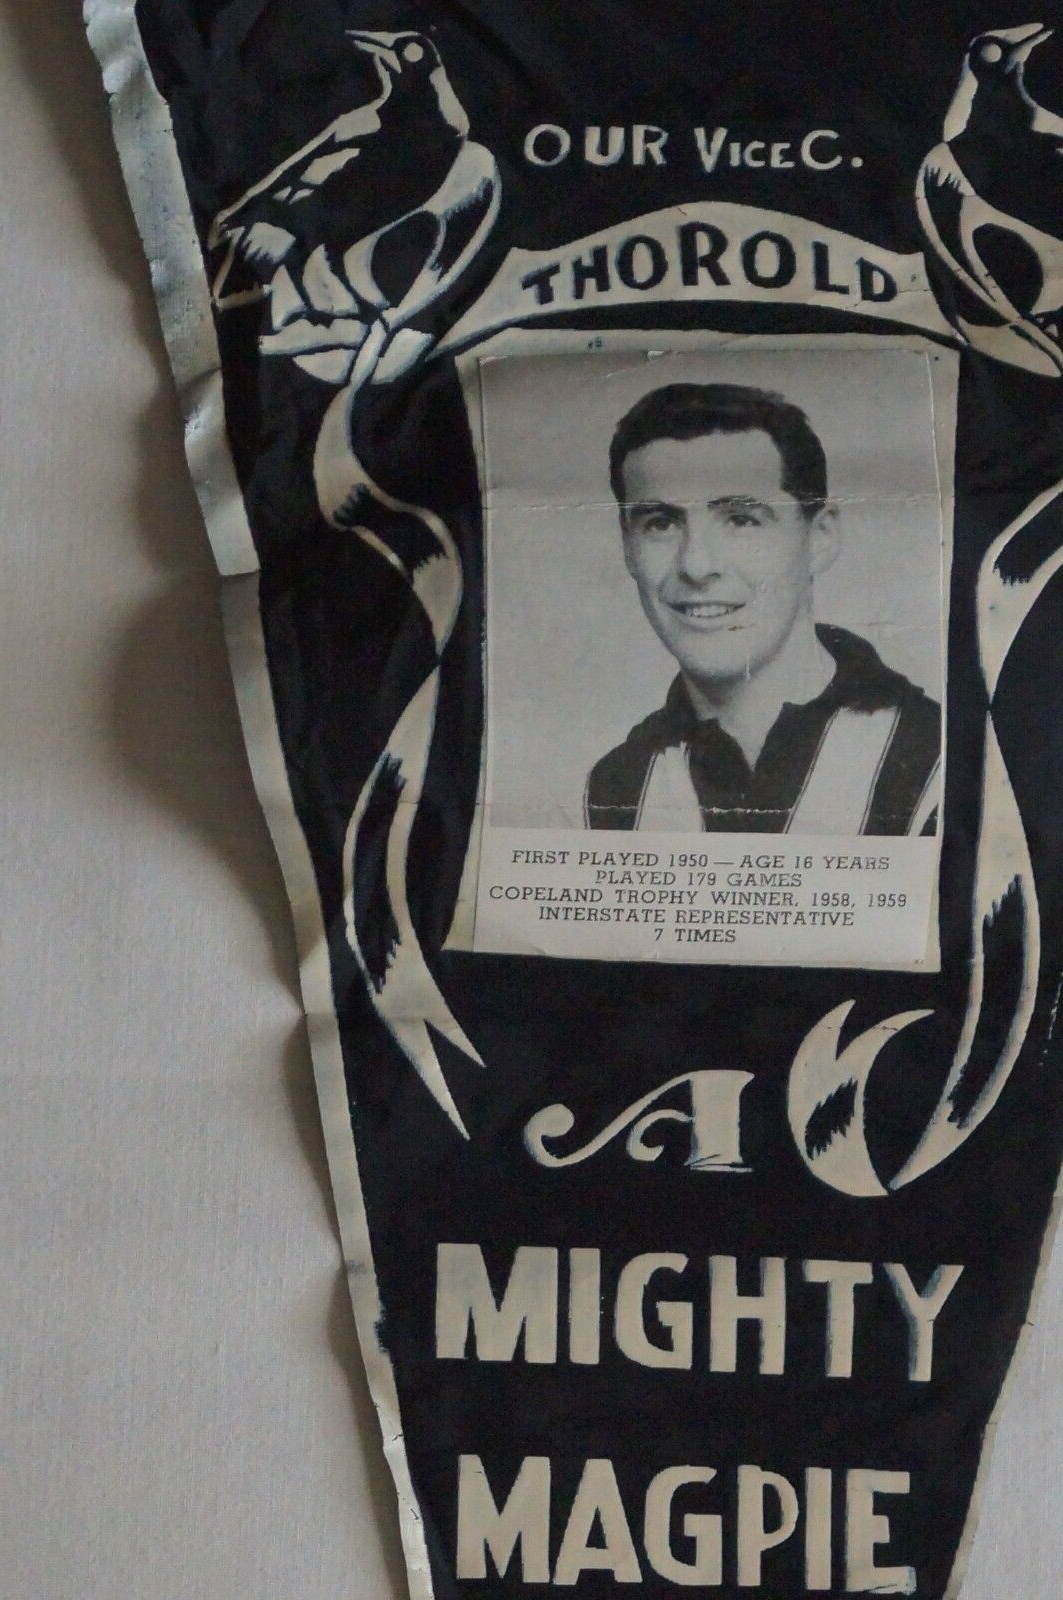 OUR VICE C.
THOROLD
FIRST PLAYED 1950 — AGE 16 YEARS
PLAYED 179 GAMES
COPELAND TROPHY WINNER, 1958, 1959
INTERSTATE REPRESENTATIVE
7 TIMES
A
MIGHTY
MAGPIE